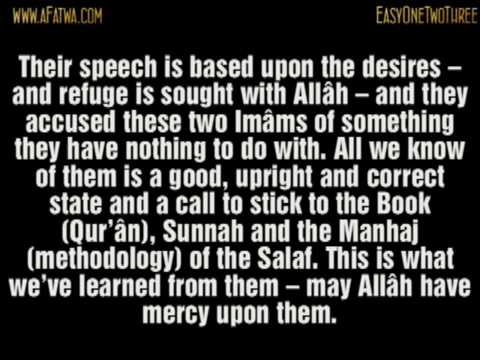 www.aFatwa.com
EasyOneTwoThree
Their speech is based upon the desires –
and refuge is sought with Allâh – and they
accused these two Imâms of something
they have nothing to do with. All we know
of them is a good, upright and correct
state and a call to stick to the Book
(Qur’ân), Sunnah and the Manhaj
(methodology) of the Salaf. This is what
we’ve learned from them – may Allâh have
mercy upon them.